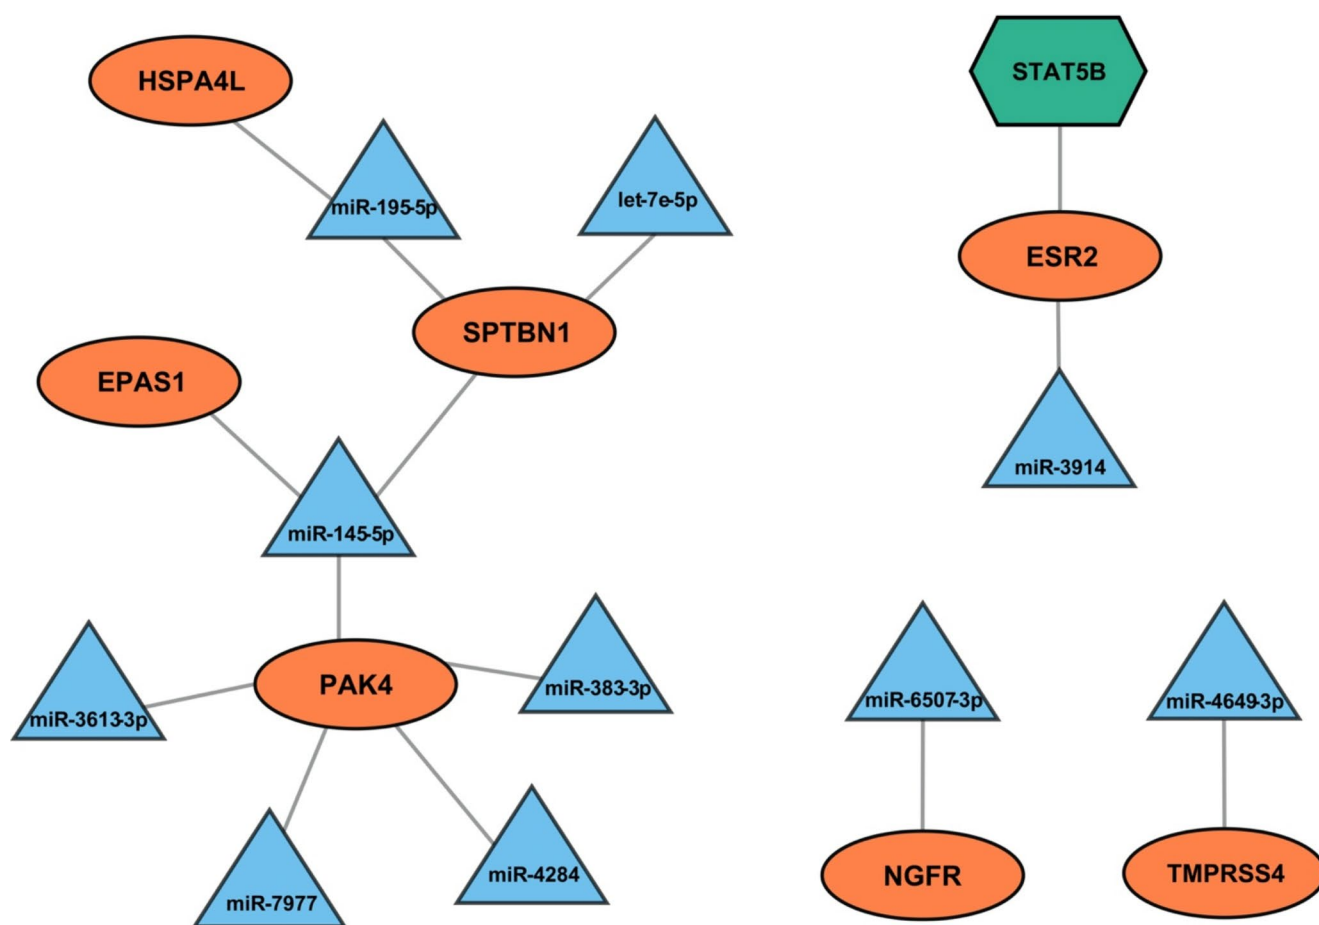 HSPA4L
STAT5B
miR-195-5p
let-7e-5p
ESR2
SPTBN1
EPAS1
miR-3914
miR-145-5p
PAK4
miR-383-3p
miR-3613-3p
miR-6507-3p
miR-4649-3p
miR-4284
NGFR
TMPRSS4
miR-7977